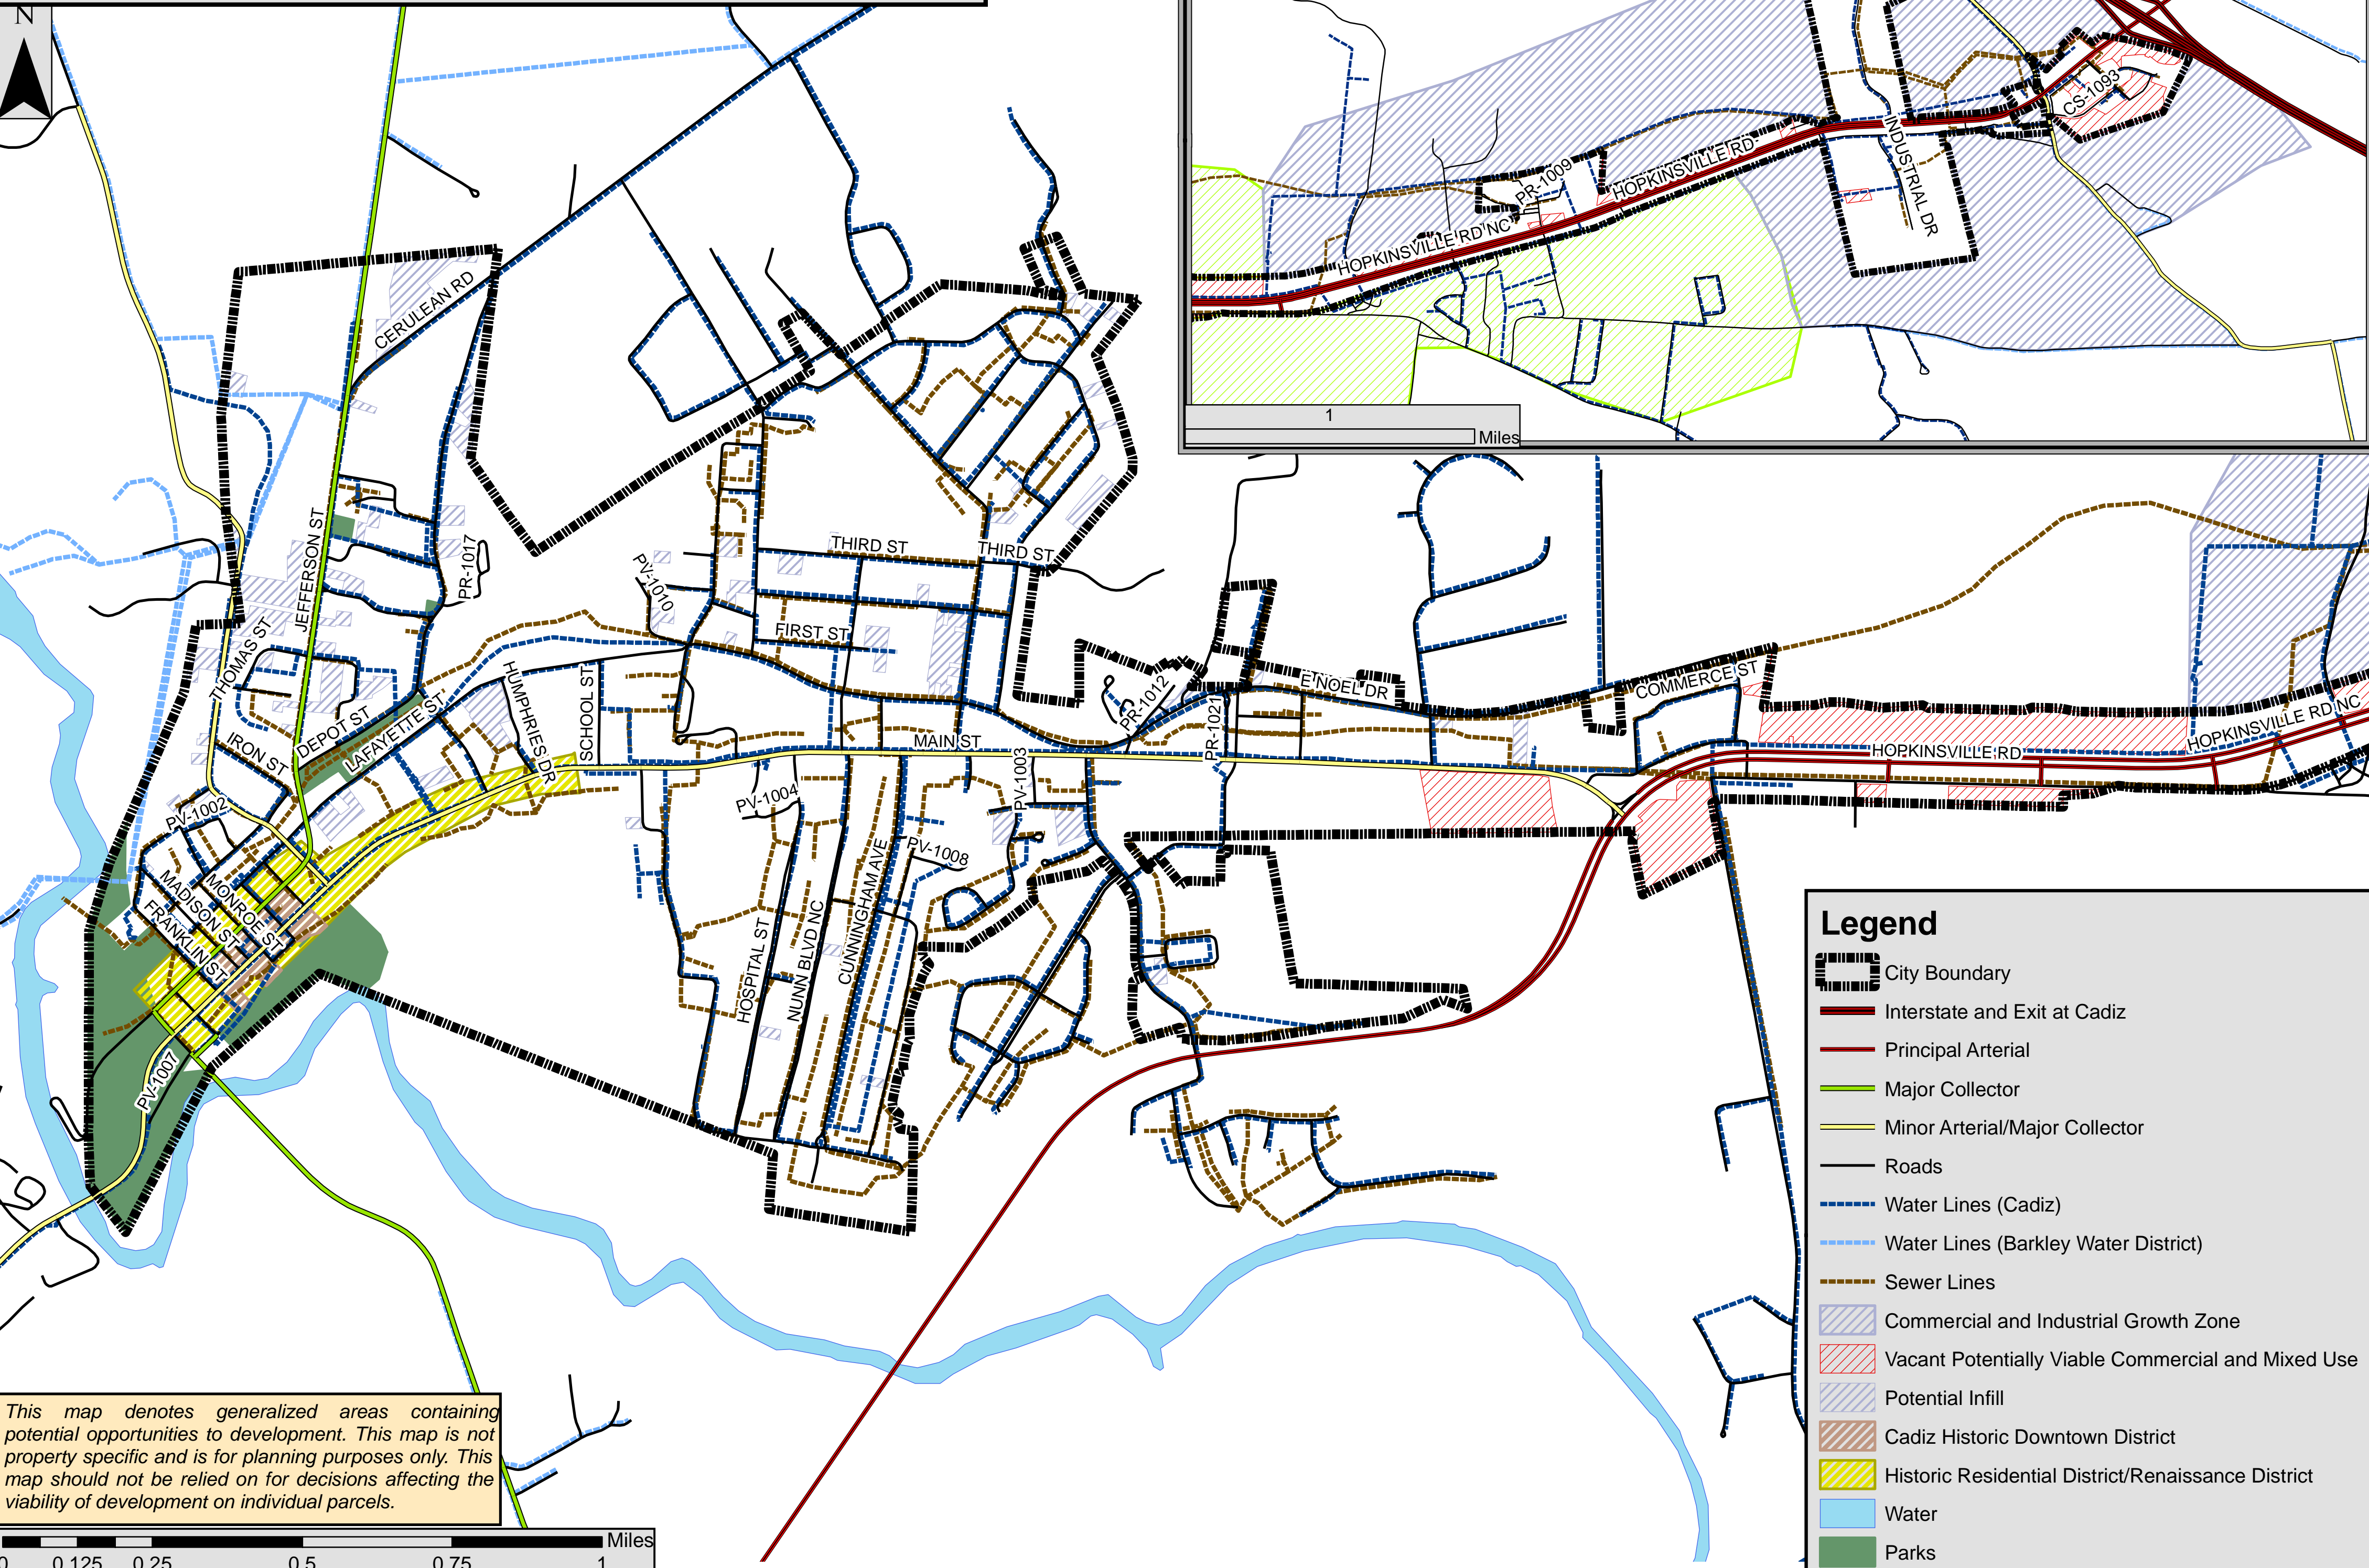 N
CS-1093
INDUSTRIAL DR
PR-1009
HOPKINSVILLE RD
HOPKINSVILLE RD NC
1
Miles
CERULEAN RD
JEFFERSON ST
PR-1017
THIRD ST
THIRD ST
PV-1010
FIRST ST
THOMAS ST
HUMPHRIES DR
SCHOOL ST
E NOEL DR
COMMERCE ST
PR-1012
PR-1021
DEPOT ST
LAFAYETTE ST
IRON ST
MAIN ST
HOPKINSVILLE RD
HOPKINSVILLE RD NC
PV-1003
PV-1004
PV-1002
PV-1008
MADISON ST
MONROE ST
FRANKLIN ST
CUNNINGHAM AVE
HOSPITAL ST
NUNN BLVD NC
PV-1007
Legend
City Boundary
Interstate and Exit at Cadiz
Principal Arterial
Major Collector
Minor Arterial/Major Collector
Roads
Water Lines (Cadiz)
Water Lines (Barkley Water District)
Sewer Lines
Commercial and Industrial Growth Zone
Vacant Potentially Viable Commercial and Mixed Use
Potential Infill
Cadiz Historic Downtown District
Historic Residential District/Renaissance District
Water
Parks
This map denotes generalized areas containing
potential opportunities to development. This map is not
property specific and is for planning purposes only. This
map should not be relied on for decisions affecting the
viability of development on individual parcels.
Miles
0 0.125 0.25 0.5 0.75 1